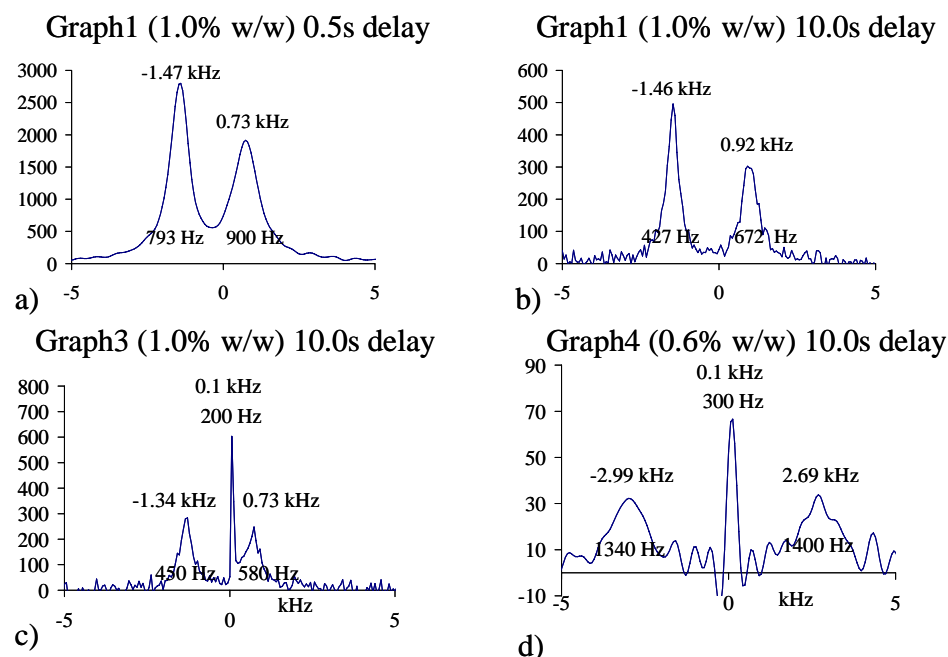 Graph1 (1.0% w/w) 0.5s delay
3000
2500
2000
1500
1000
500
0
-1.47 kHz
0.73 kHz
793 Hz
900 Hz
-5
0
5
a)
Graph1 (1.0% w/w) 10.0s delay
600
500
400
300
200
100
0
-1.46 kHz
0.92 kHz
427 Hz
672 Hz
-5
0
5
b)
Graph3 (1.0% w/w) 10.0s delay
800
700
600
500
400
300
200
100
0
0.1 kHz
200 Hz
-1.34 kHz
0.73 kHz
450 Hz
580 Hz
kHz
-5
0
5
c)
Graph4 (0.6% w/w) 10.0s delay
90
70
50
30
10
-10
0.1 kHz
300 Hz
-2.99 kHz
2.69 kHz
1340 Hz
1400 Hz
-5
0
kHz
5
d)